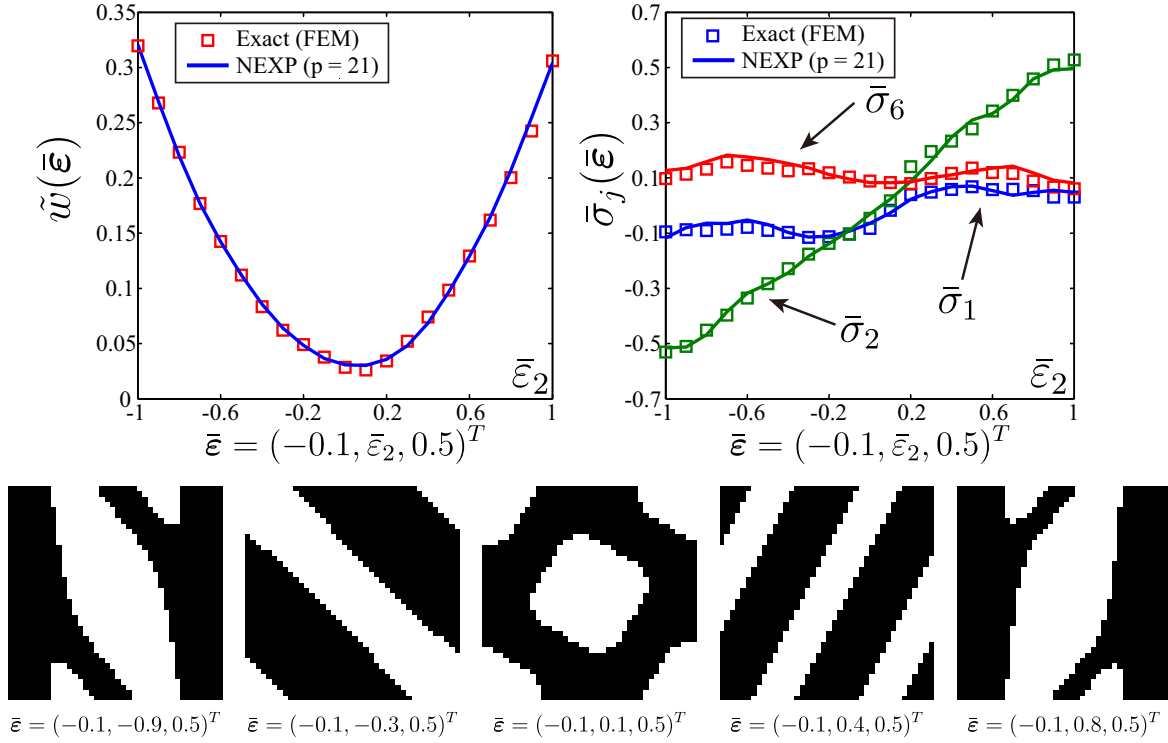 Exact (FEM)
NEXP (p = 21)
0.35
0.3
0.25
0.2
0.15
0.1
0.05
0
w̃(ε̄)
-1
-0.6
-0.2
0.2
0.6
1
ε̄₂
ε̄ = (−0.1, ε̄₂, 0.5)ᵀ
Exact (FEM)
NEXP (p = 21)
0.7
0.5
0.3
0.1
-0.1
-0.3
-0.5
-0.7
σ̄ⱼ(ε̄)
σ̄₆
σ̄₁
σ̄₂
-1
-0.6
-0.2
0.2
0.6
1
ε̄₂
ε̄ = (−0.1, ε̄₂, 0.5)ᵀ
ε̄ = (−0.1, −0.9, 0.5)ᵀ
ε̄ = (−0.1, −0.3, 0.5)ᵀ
ε̄ = (−0.1, 0.1, 0.5)ᵀ
ε̄ = (−0.1, 0.4, 0.5)ᵀ
ε̄ = (−0.1, 0.8, 0.5)ᵀ